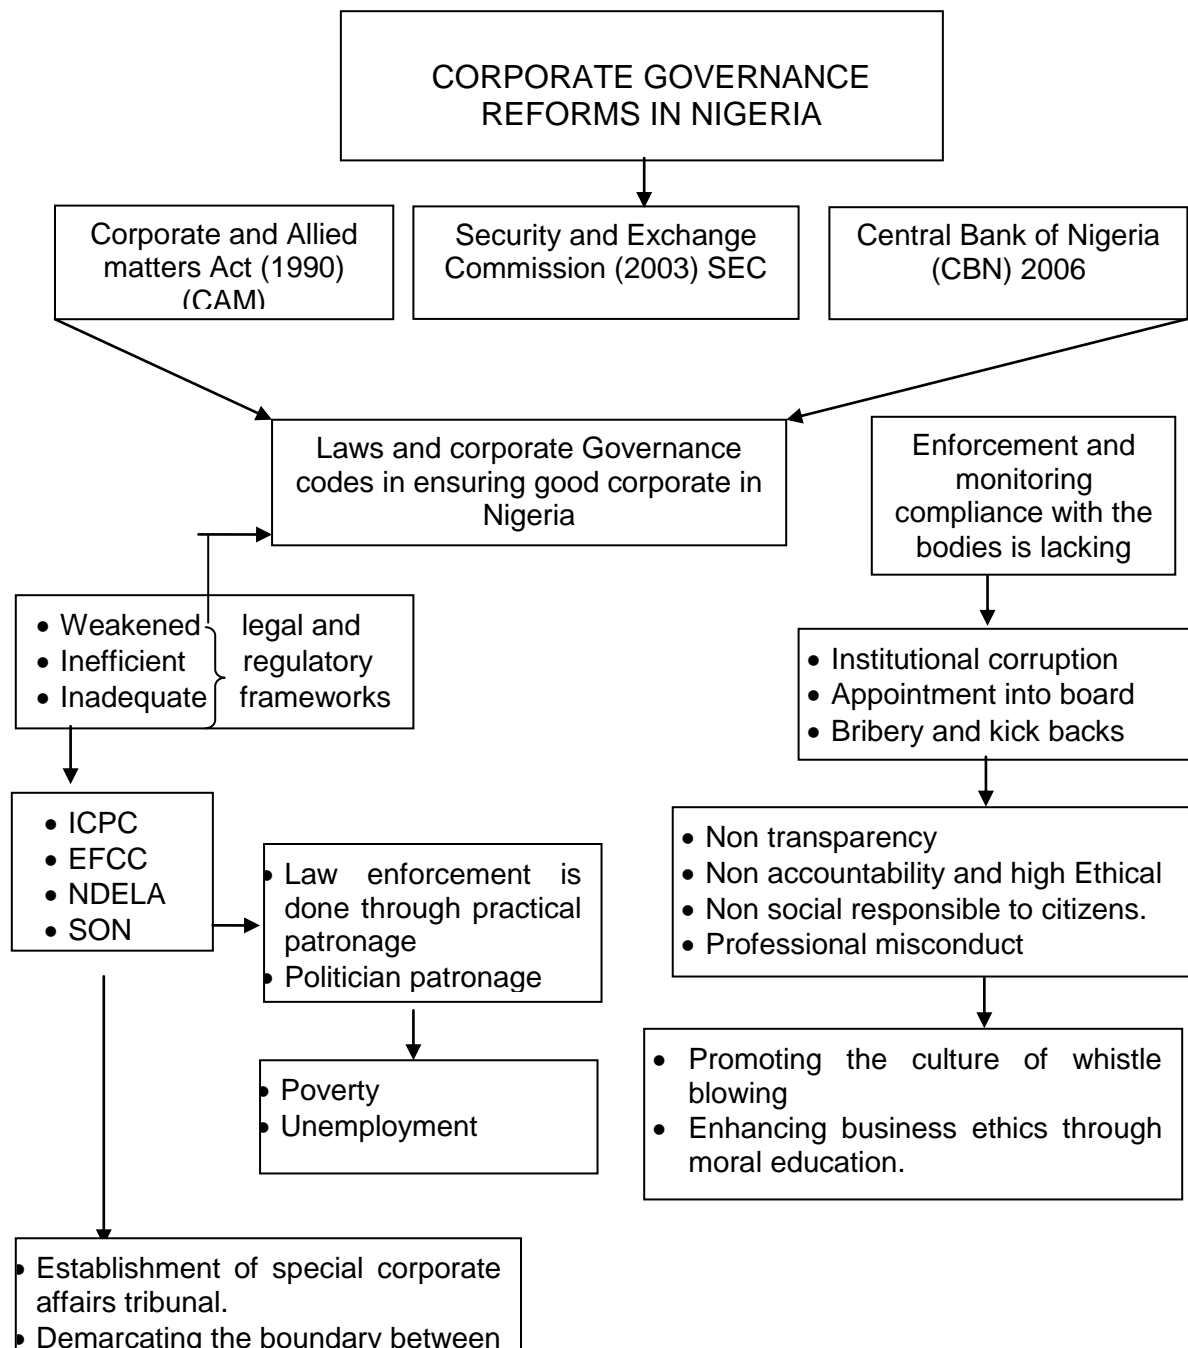 CORPORATE GOVERNANCE
REFORMS IN NIGERIA
Corporate and Allied
matters Act (1990)
(CAM)
Security and Exchange
Commission (2003) SEC
Central Bank of Nigeria
(CBN) 2006
Laws and corporate Governance
codes in ensuring good corporate in
Nigeria
Enforcement and
monitoring
compliance with the
bodies is lacking
• Weakened legal and
• Inefficient regulatory
• Inadequate frameworks
• Institutional corruption
• Appointment into board
• Bribery and kick backs
• ICPC
• EFCC
• NDELA
• SON
• Law enforcement is
done through practical
patronage
• Politician patronage
• Non transparency
• Non accountability and high Ethical
• Non social responsible to citizens.
• Professional misconduct
• Poverty
• Unemployment
• Promoting the culture of whistle
blowing
• Enhancing business ethics through
moral education.
• Establishment of special corporate
affairs tribunal.
• Demarcating the boundary between